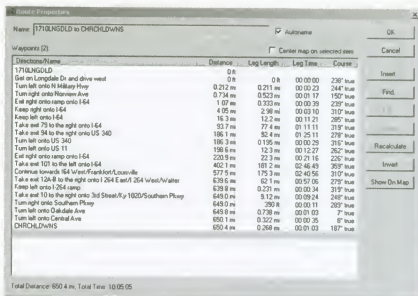 Route Properties
Name: 1710LNGDLD to CHRCHLDWNS
Autoname
OK
Waypoints (2)
Center map on selected item
Cancel
Directions/Name Distance Leg Length Leg Time Course
1710LNGDLD 0 ft
Get on Longdale Dr and drive west 0 ft 0 ft 00:00:00 238° true
Turn left onto N Military Hwy 0.212 mi 0.211 mi 00:00:23 244° true
Turn right onto Norview Ave 0.734 mi 0.523 mi 00:01:17 150° true
Exit right onto ramp onto I-64 1.07 mi 0.333 mi 00:00:39 239° true
Keep right onto I-64 4.05 mi 2.98 mi 00:03:10 310° true
Keep left onto I-64 16.3 mi 12.2 mi 00:11:21 285° true
Take exit 79 to the right onto I-64 93.7 mi 77.4 mi 01:11:11 319° true
Take exit 94 to the right onto US 340 186.1 mi 92.4 mi 01:25:11 278° true
Turn left onto US 340 186.3 mi 0.195 mi 00:00:29 316° true
Turn left onto US 11 198.6 mi 12.3 mi 00:12:27 262° true
Exit right onto ramp onto I-64 220.9 mi 22.3 mi 00:21:16 226° true
Take exit 101 to the left onto I-64 402.1 mi 181.2 mi 02:46:49 359° true
Continue towards I64 West/Frankfort/Louisville 577.5 mi 175.3 mi 02:40:56 310° true
Take exit 12A-B to the right onto I 264 East/I 264 West/Watter 639.6 mi 62.1 mi 00:57:06 279° true
Keep left onto I-264 ramp 639.8 mi 0.231 mi 00:00:34 319° true
Take exit 10 to the right onto 3rd Street/Ky 1020/Southern Pkwy 649.0 mi 9.12 mi 00:09:24 248° true
Turn right onto Southern Pkwy 649.0 mi 390 ft 00:00:11 289° true
Turn left onto Oakdale Ave 649.8 mi 0.738 mi 00:01:03 7° true
Turn left onto Central Ave 650.1 mi 0.322 mi 00:00:35 8° true
CHRCHLDWNS 650.4 mi 0.268 mi 00:01:03 187° true
Insert
Find
Recalculate
Invert
Show On Map
Total Distance: 650.4 mi, Total Time: 10:05:05